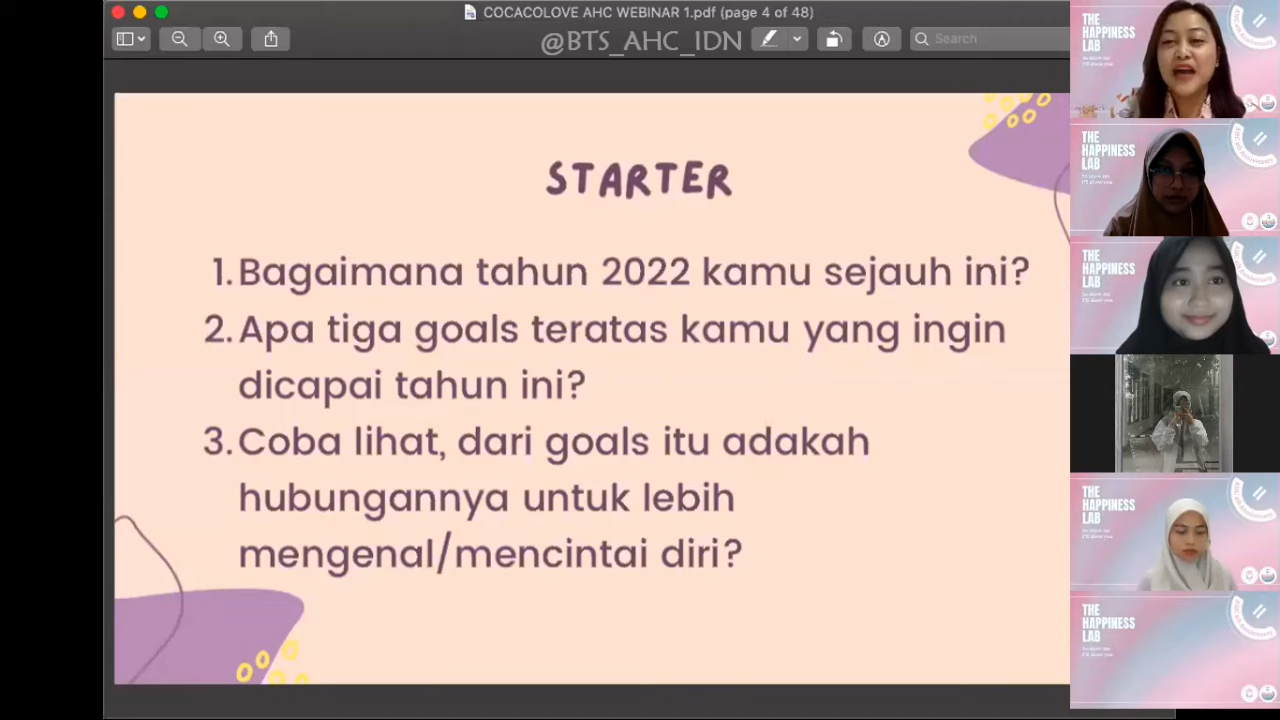 COCACOLOVE AHC WEBINAR 1.pdf (page 4 of 48)
@BTS_AHC_IDN
Search
STARTER
1. Bagaimana tahun 2022 kamu sejauh ini?
2. Apa tiga goals teratas kamu yang ingin
dicapai tahun ini?
3. Coba lihat, dari goals itu adakah
hubungannya untuk lebih
mengenal/mencintai diri?
THE
HAPPINESS
LAB
THE
HAPPINESS
LAB
THE
HAPPINESS
LAB
THE
HAPPINESS
LAB
THE
HAPPINESS
LAB